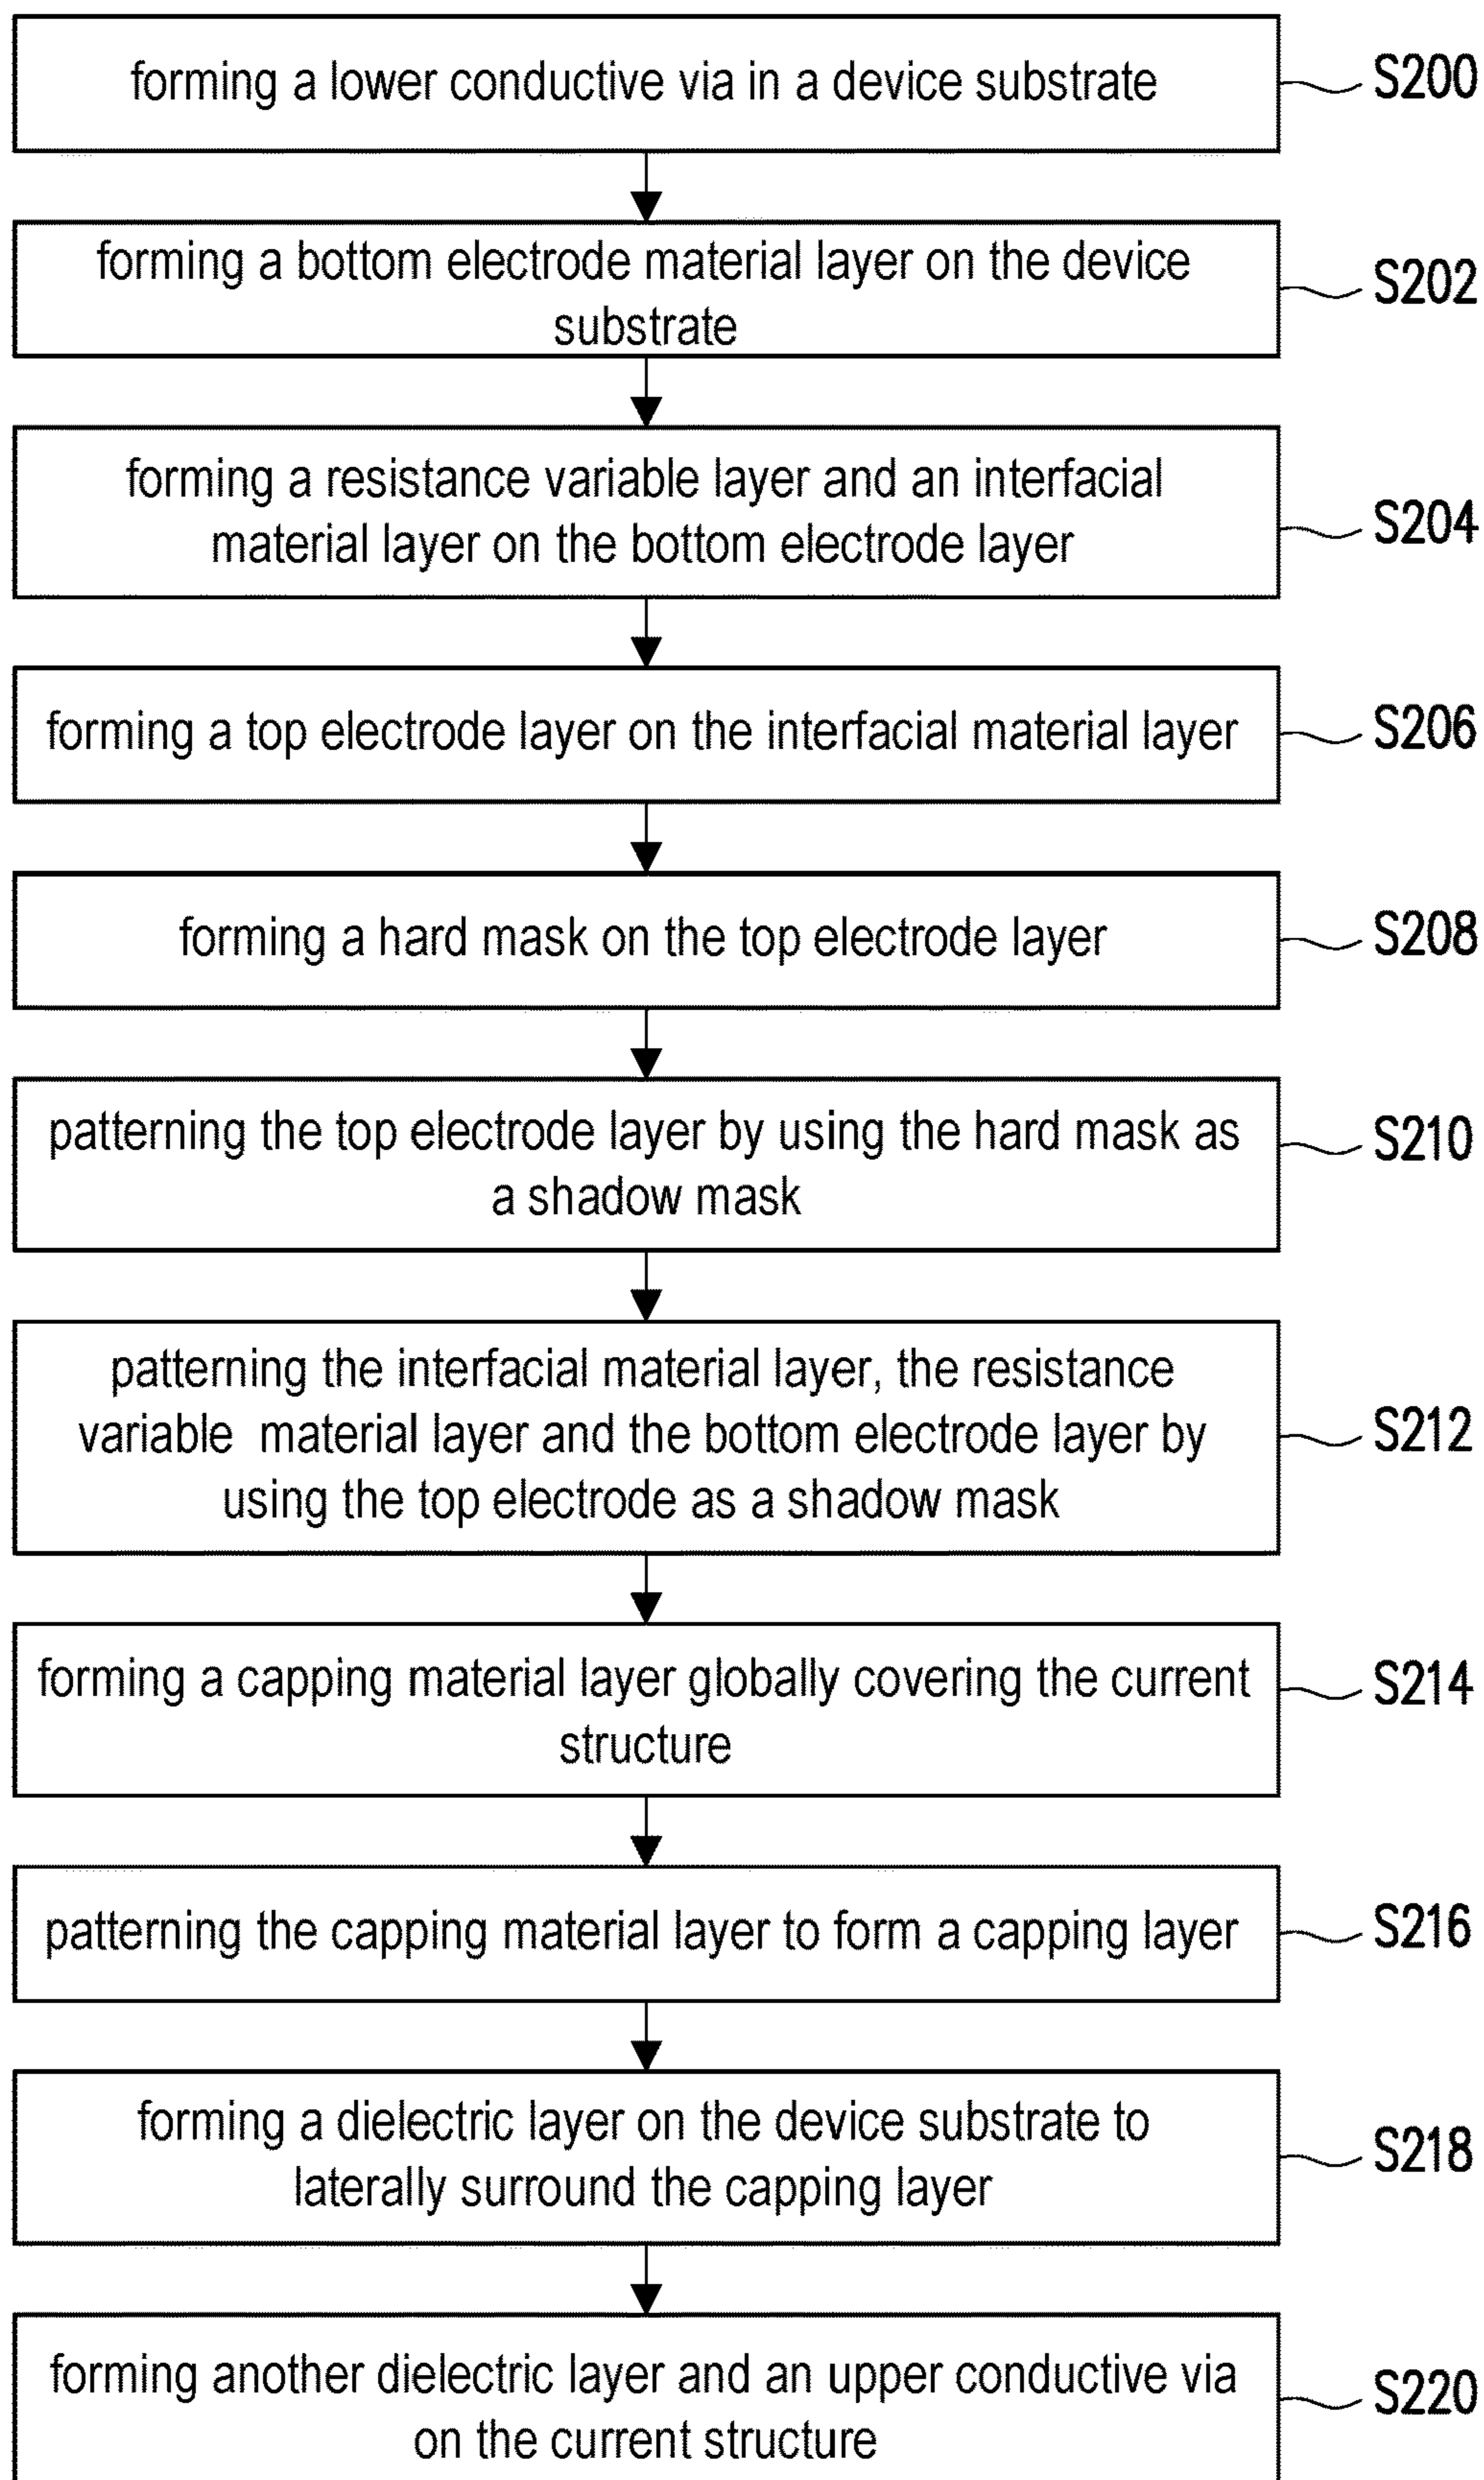 forming a lower conductive via in a device substrate
S200
forming a bottom electrode material layer on the device
substrate
S202
forming a resistance variable layer and an interfacial
material layer on the bottom electrode layer
S204
forming a top electrode layer on the interfacial material layer
S206
forming a hard mask on the top electrode layer
S208
patterning the top electrode layer by using the hard mask as
a shadow mask
S210
patterning the interfacial material layer, the resistance
variable material layer and the bottom electrode layer by
using the top electrode as a shadow mask
S212
forming a capping material layer globally covering the current
structure
S214
patterning the capping material layer to form a capping layer
S216
forming a dielectric layer on the device substrate to
laterally surround the capping layer
S218
forming another dielectric layer and an upper conductive via
on the current structure
S220